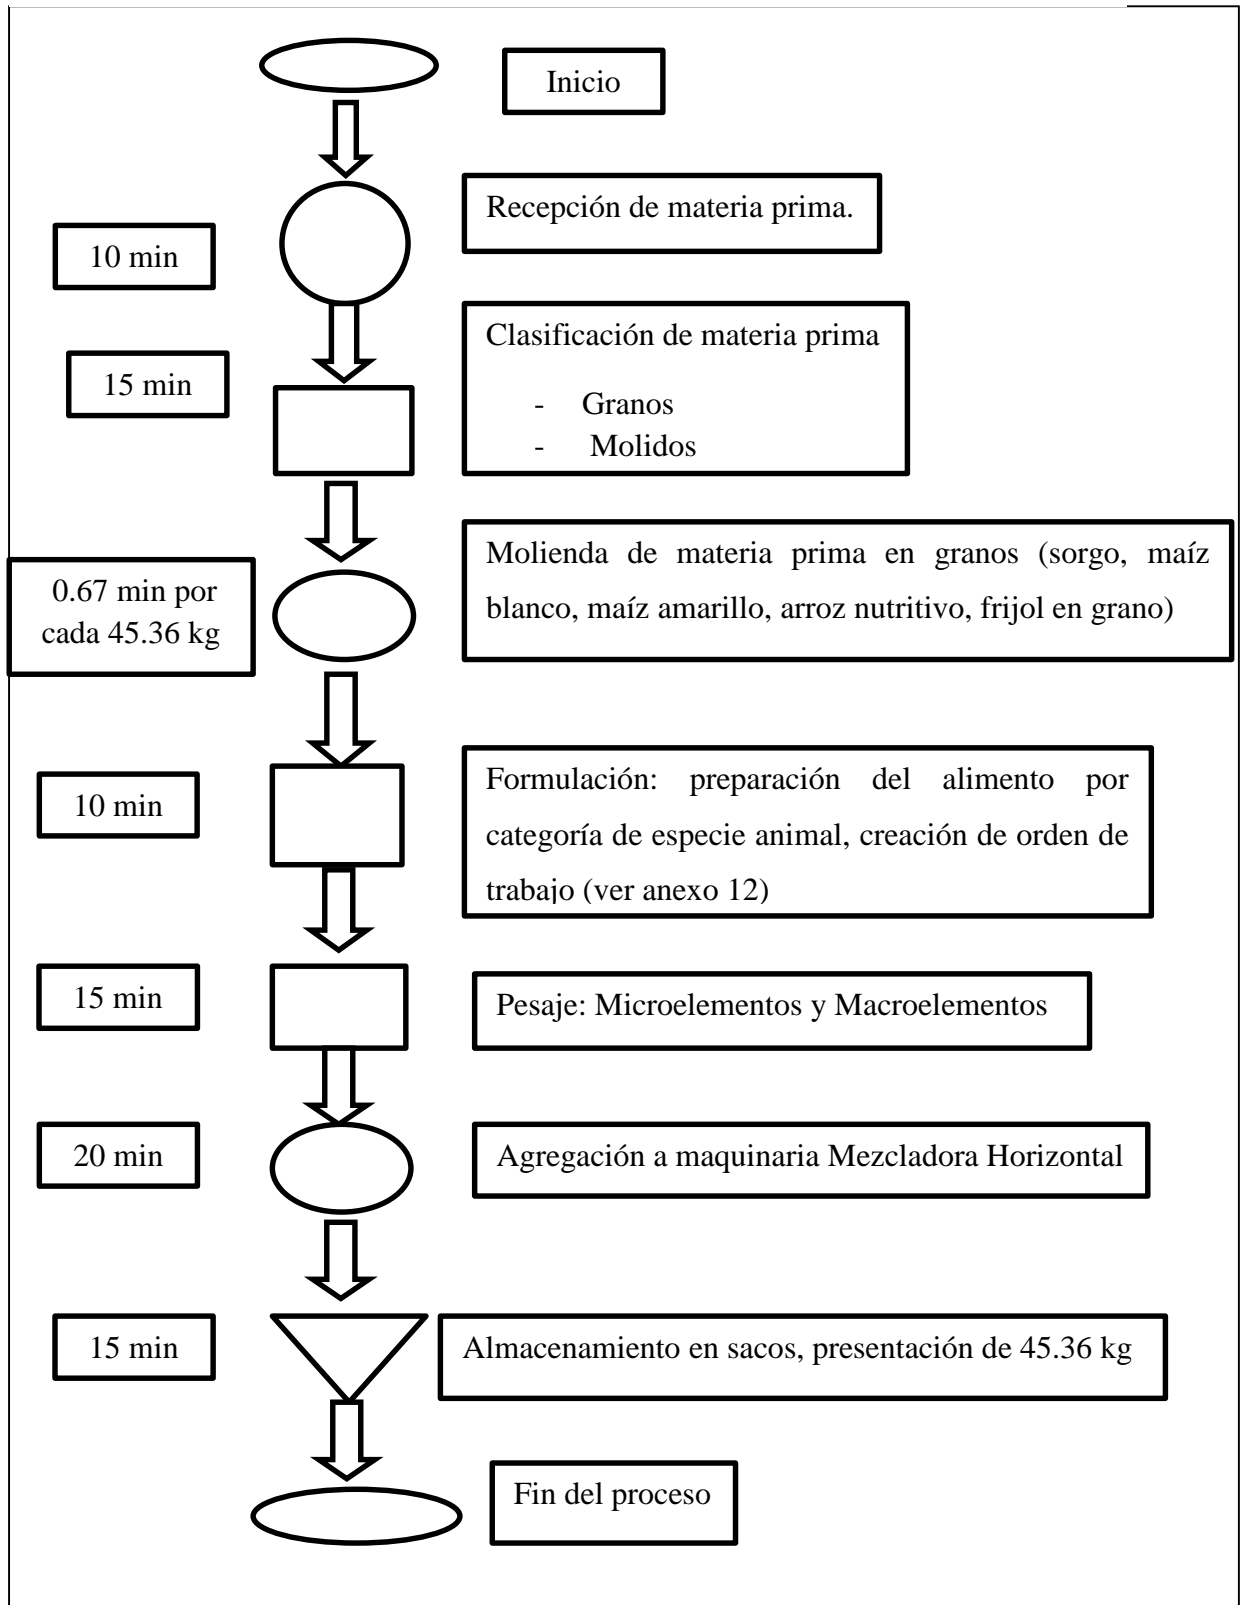 Inicio
Recepción de materia prima.
10 min
Clasificación de materia prima
15 min
- Granos
- Molidos
Molienda de materia prima en granos (sorgo, maíz
blanco, maíz amarillo, arroz nutritivo, frijol en grano)
0.67 min por
cada 45.36 kg
Formulación: preparación del alimento por
categoría de especie animal, creación de orden de
trabajo (ver anexo 12)
10 min
Pesaje: Microelementos y Macroelementos
15 min
Agregación a maquinaria Mezcladora Horizontal
20 min
Almacenamiento en sacos, presentación de 45.36 kg
15 min
Fin del proceso